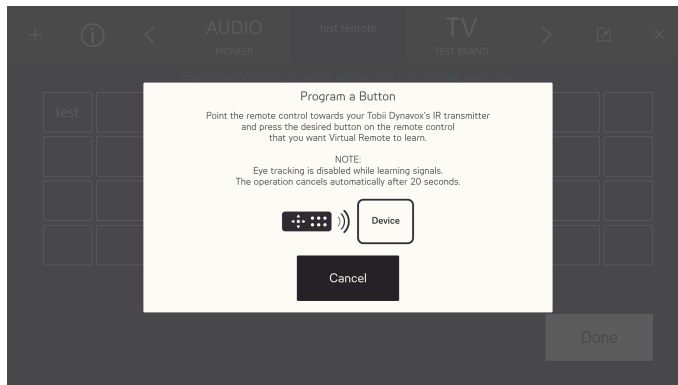 AUDIO
PIONEER
test remote
TV
TEST BRAND
test
Program a Button
Point the remote control towards your Tobii Dynavox's IR transmitter
and press the desired button on the remote control
that you want Virtual Remote to learn.
NOTE:
Eye tracking is disabled while learning signals.
The operation cancels automatically after 20 seconds.
Device
Cancel
Done